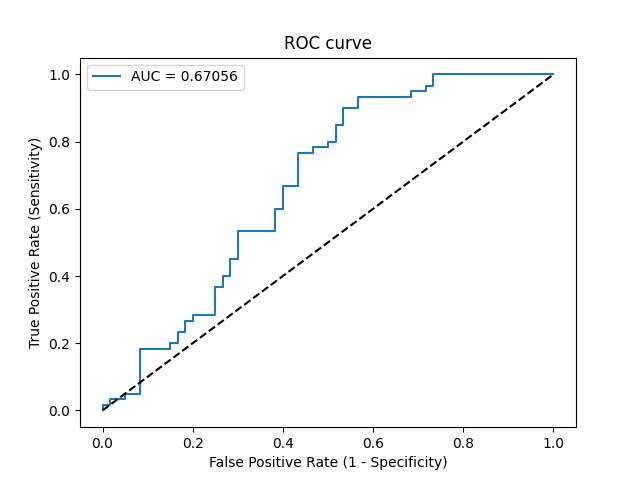 ROC curve
AUC = 0.67056
1.0
0.8
0.6
0.4
0.2
0.0
True Positive Rate (Sensitivity)
0.0 0.2 0.4 0.6 0.8 1.0
False Positive Rate (1 - Specificity)